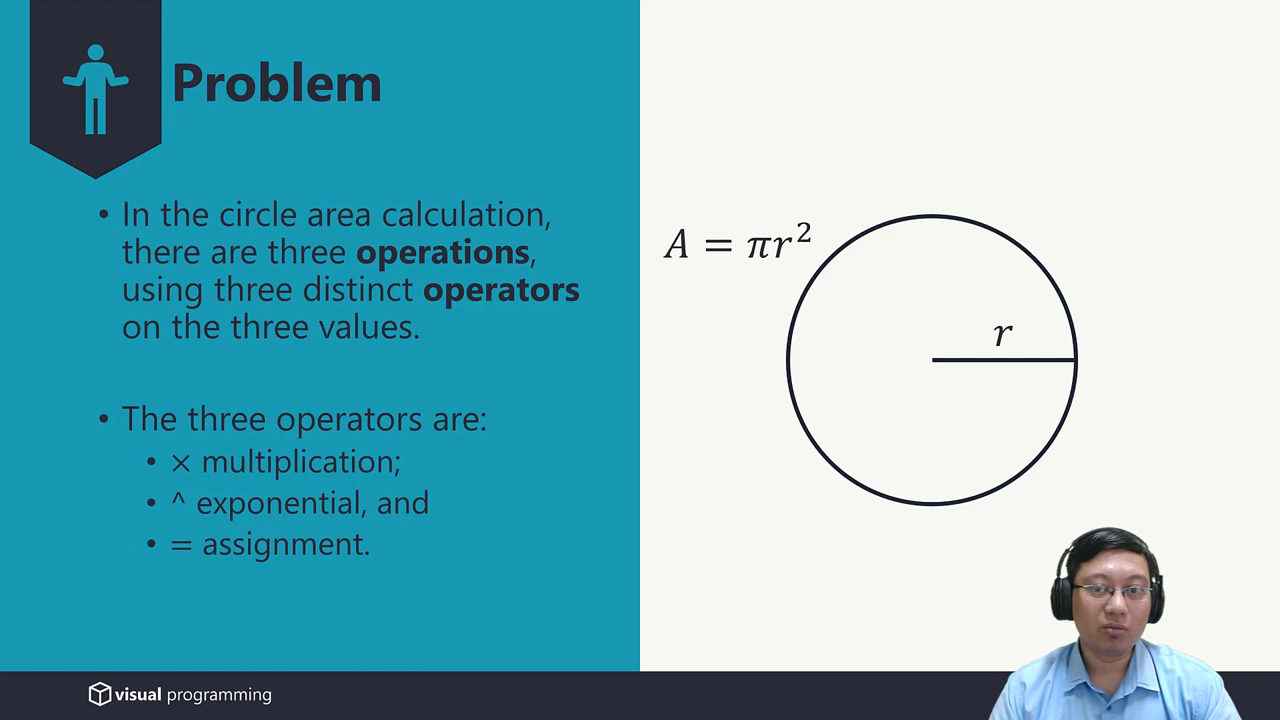 Problem
• In the circle area calculation,
there are three operations,
using three distinct operators
on the three values.
• The three operators are:
• × multiplication;
• ^ exponential, and
• = assignment.
A = πr²
r
visual programming